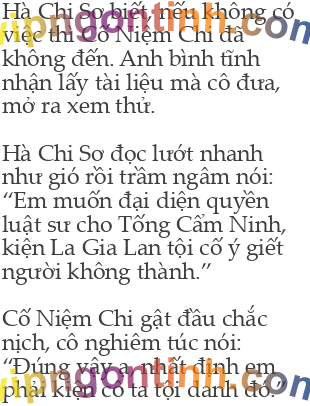 Hà Chi Sơ biết, nếu không có
việc thì Cố Niệm Chi đã
không đến. Anh bình tĩnh
nhận lấy tài liệu mà cô đưa,
mở ra xem thử.
Hà Chi Sơ đọc lướt nhanh
như gió rồi trầm ngâm nói:
“Em muốn đại diện quyền
luật sư cho Tống Cẩm Ninh,
kiện La Gia Lan tội cố ý giết
người không thành.”
Cố Niệm Chi gật đầu chắc
nịch, cô nghiêm túc nói:
“Đúng vậy ạ, nhất định em
phải kiện cô ta tội danh đó.”
vipngontinh.com
vipngontinh.com